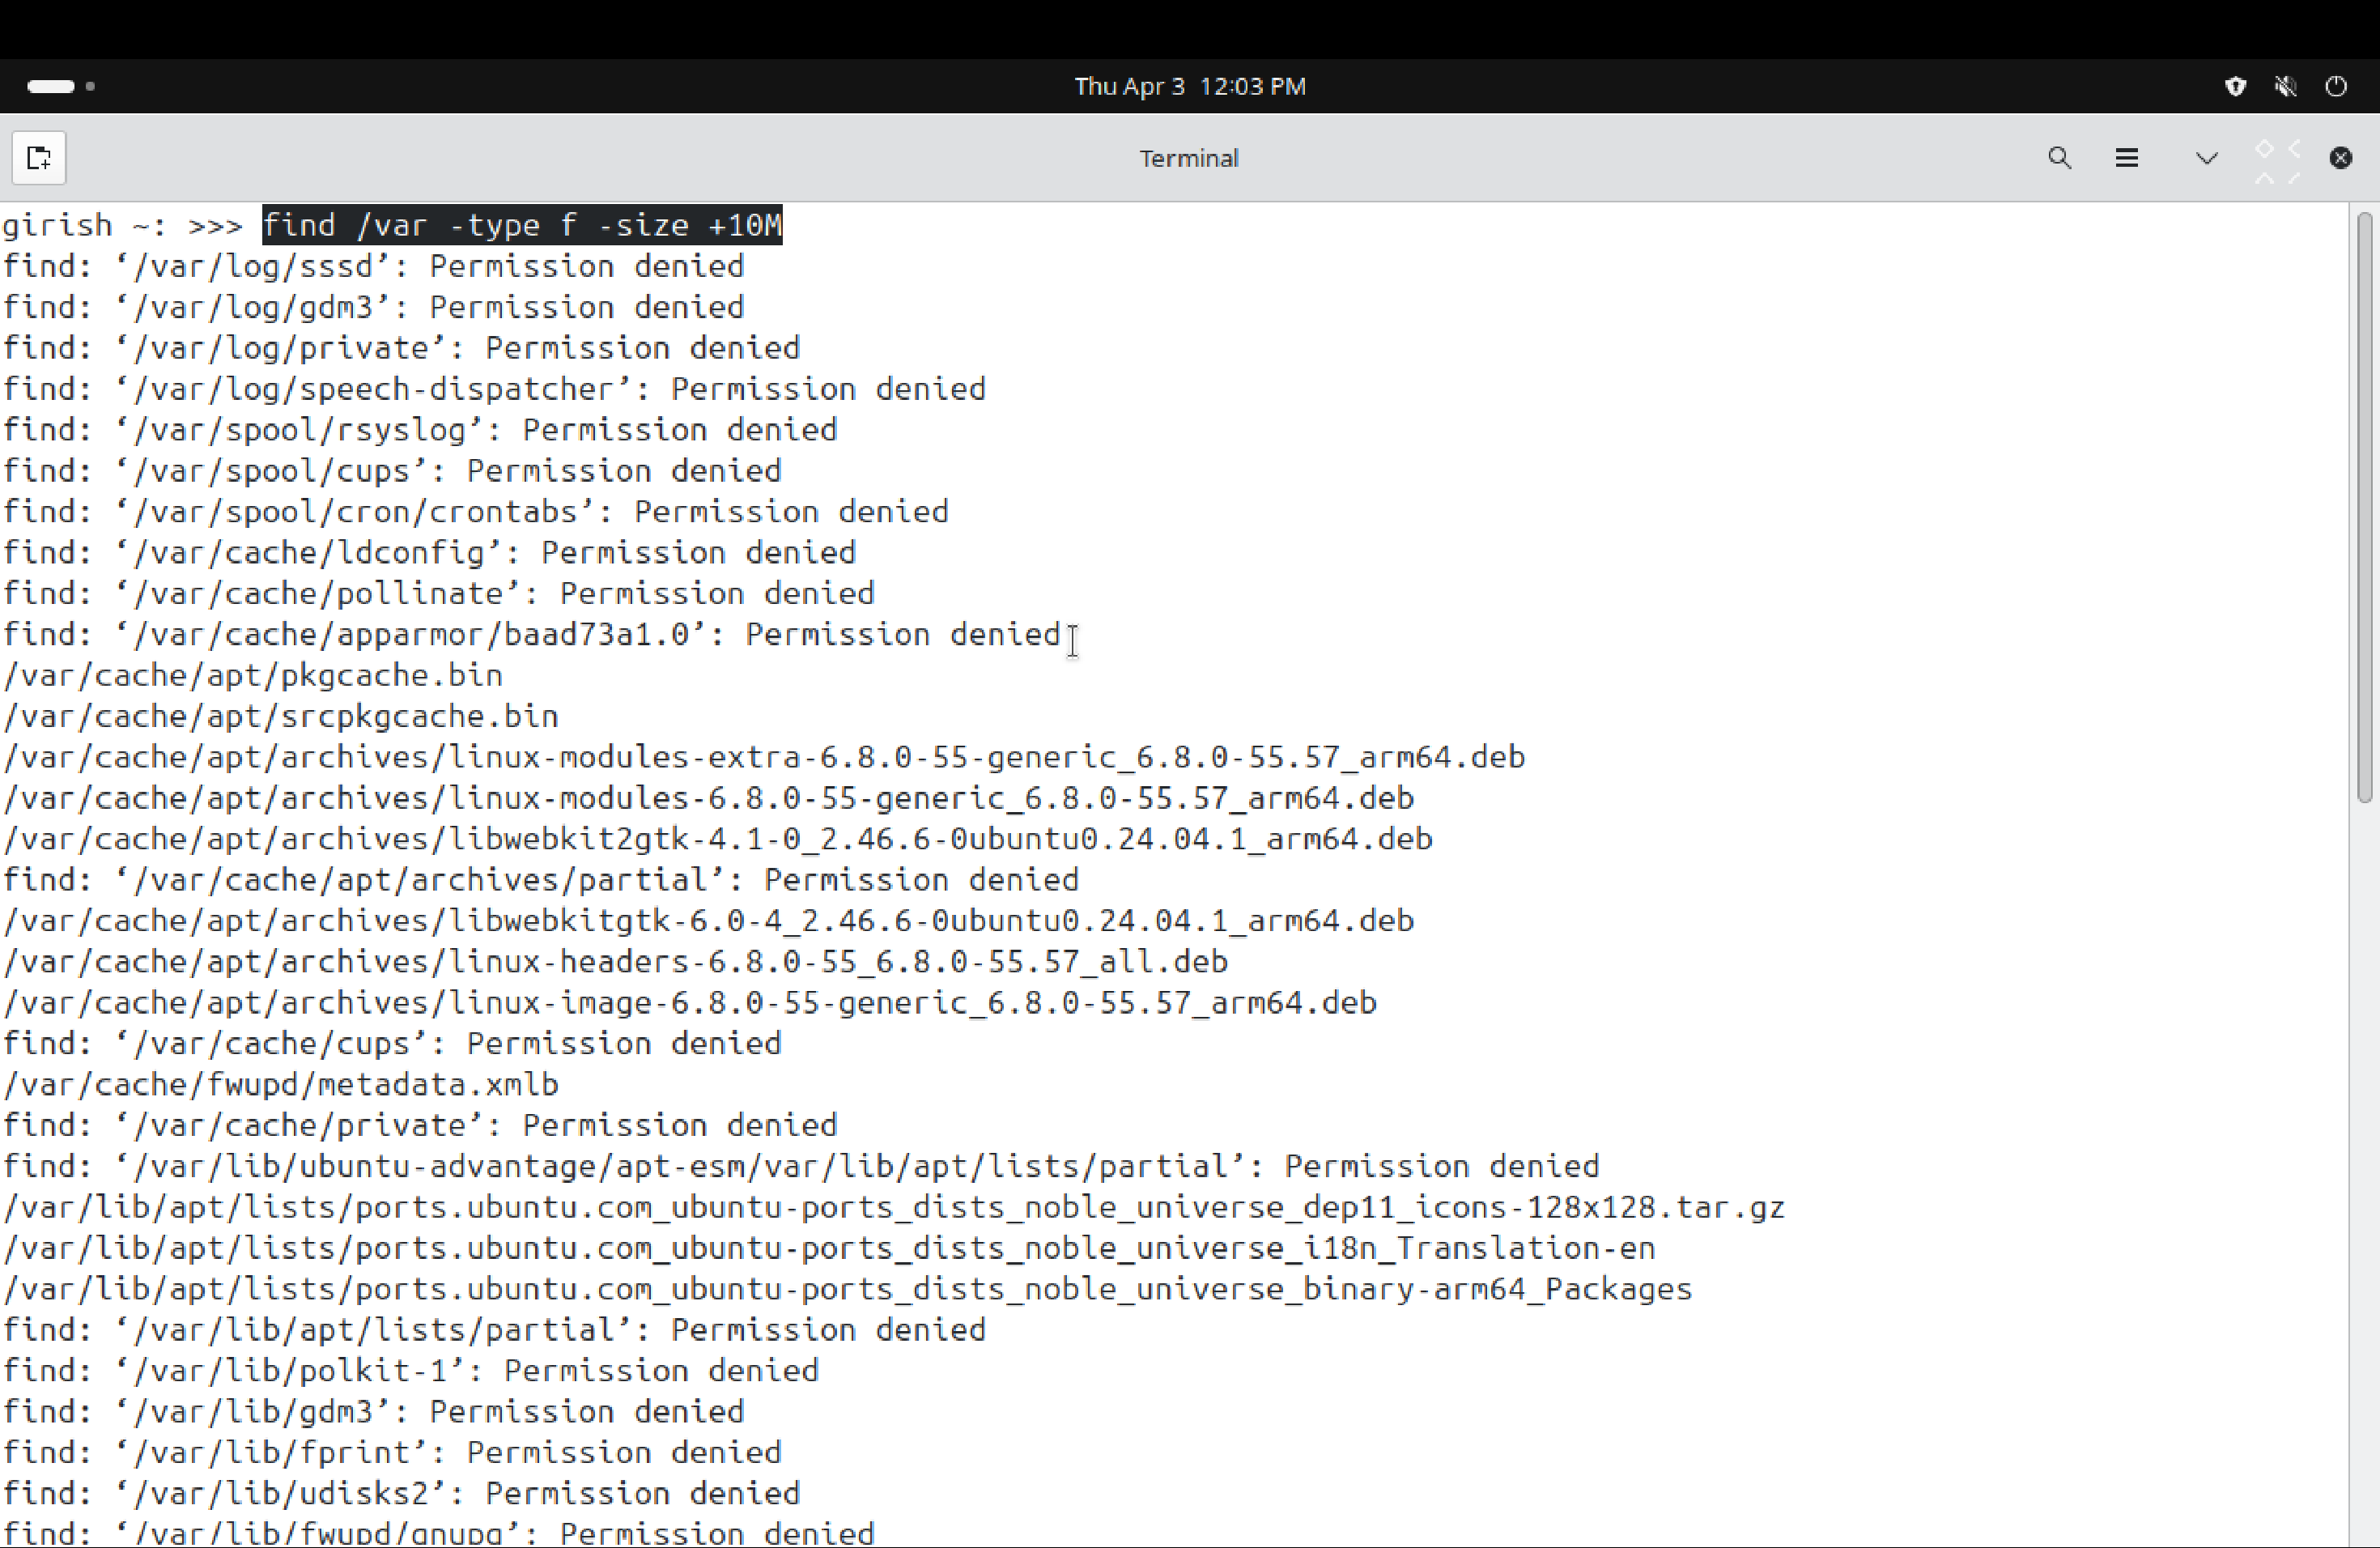 Thu Apr 3 12:03 PM
Terminal
girish ~: >>> find /var -type f -size +10M
find: ‘/var/log/sssd’: Permission denied
find: ‘/var/log/gdm3’: Permission denied
find: ‘/var/log/private’: Permission denied
find: ‘/var/log/speech-dispatcher’: Permission denied
find: ‘/var/spool/rsyslog’: Permission denied
find: ‘/var/spool/cups’: Permission denied
find: ‘/var/spool/cron/crontabs’: Permission denied
find: ‘/var/cache/ldconfig’: Permission denied
find: ‘/var/cache/pollinate’: Permission denied
find: ‘/var/cache/apparmor/baad73a1.0’: Permission denied
/var/cache/apt/pkgcache.bin
/var/cache/apt/srcpkgcache.bin
/var/cache/apt/archives/linux-modules-extra-6.8.0-55-generic_6.8.0-55.57_arm64.deb
/var/cache/apt/archives/linux-modules-6.8.0-55-generic_6.8.0-55.57_arm64.deb
/var/cache/apt/archives/libwebkit2gtk-4.1-0_2.46.6-0ubuntu0.24.04.1_arm64.deb
find: ‘/var/cache/apt/archives/partial’: Permission denied
/var/cache/apt/archives/libwebkitgtk-6.0-4_2.46.6-0ubuntu0.24.04.1_arm64.deb
/var/cache/apt/archives/linux-headers-6.8.0-55_6.8.0-55.57_all.deb
/var/cache/apt/archives/linux-image-6.8.0-55-generic_6.8.0-55.57_arm64.deb
find: ‘/var/cache/cups’: Permission denied
/var/cache/fwupd/metadata.xmlb
find: ‘/var/cache/private’: Permission denied
find: ‘/var/lib/ubuntu-advantage/apt-esm/var/lib/apt/lists/partial’: Permission denied
/var/lib/apt/lists/ports.ubuntu.com_ubuntu-ports_dists_noble_universe_dep11_icons-128x128.tar.gz
/var/lib/apt/lists/ports.ubuntu.com_ubuntu-ports_dists_noble_universe_i18n_Translation-en
/var/lib/apt/lists/ports.ubuntu.com_ubuntu-ports_dists_noble_universe_binary-arm64_Packages
find: ‘/var/lib/apt/lists/partial’: Permission denied
find: ‘/var/lib/polkit-1’: Permission denied
find: ‘/var/lib/gdm3’: Permission denied
find: ‘/var/lib/fprint’: Permission denied
find: ‘/var/lib/udisks2’: Permission denied
find: ‘/var/lib/fwupd/gnupg’: Permission denied